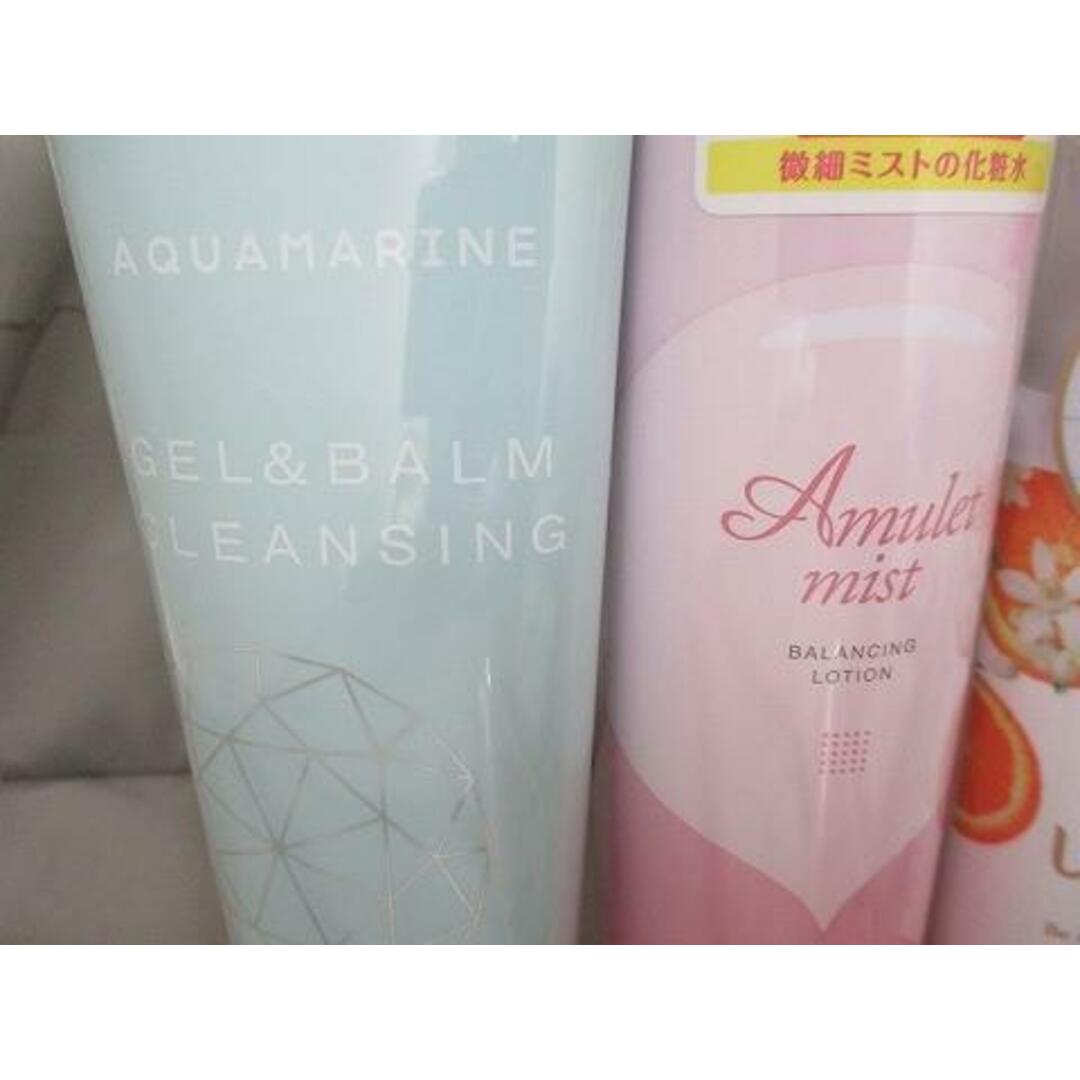 AQUAMARINE
GEL&BALM
CLEANSING
微細ミストの化粧水
Amulet
mist
BALANCING
LOTION